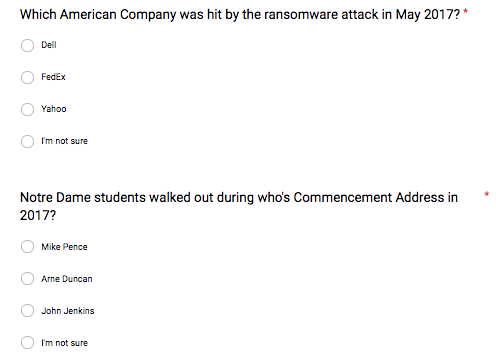 Which American Company was hit by the ransomware attack in May 2017? *
Dell
FedEx
Yahoo
I'm not sure
Notre Dame students walked out during who's Commencement Address in *
2017?
Mike Pence
Arne Duncan
John Jenkins
I'm not sure